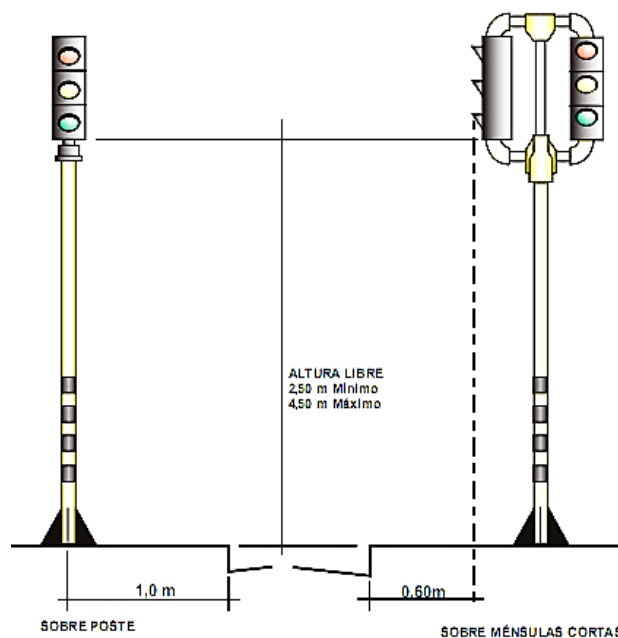 ALTURA LIBRE
2,50 m Mínimo
4,50 m Máximo
1,0 m
0.60m
SOBRE POSTE
SOBRE MÉNSULAS CORTAS